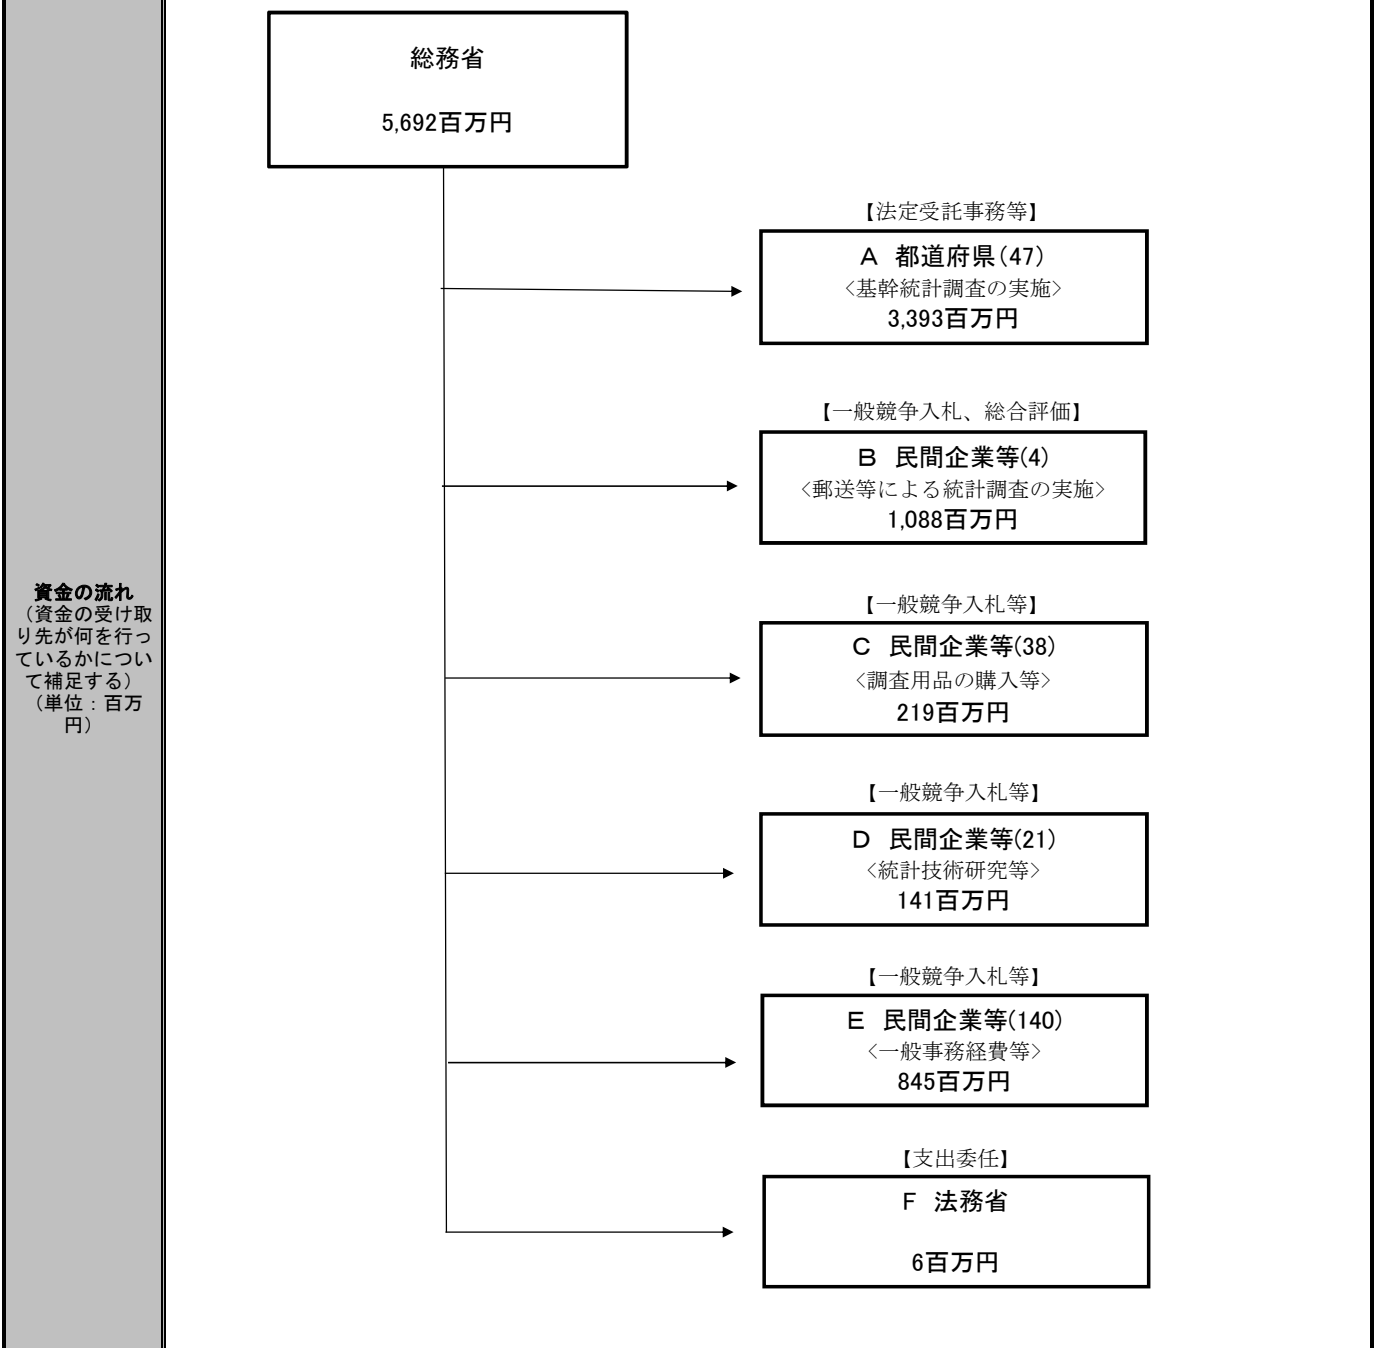 資金の流れ
（資金の受け取
り先が何を行っ
ているかについ
て補足する）
（単位：百万
円）
総務省
5,692百万円
【法定受託事務等】
Ａ　都道府県（47）
＜基幹統計調査の実施＞
3,393百万円
【一般競争入札、総合評価】
Ｂ　民間企業等(4)
＜郵送等による統計調査の実施＞
1,088百万円
【一般競争入札等】
Ｃ　民間企業等(38)
＜調査用品の購入等＞
219百万円
【一般競争入札等】
Ｄ　民間企業等(21)
＜統計技術研究等＞
141百万円
【一般競争入札等】
Ｅ　民間企業等(140)
＜一般事務経費等＞
845百万円
【支出委任】
Ｆ　法務省
6百万円